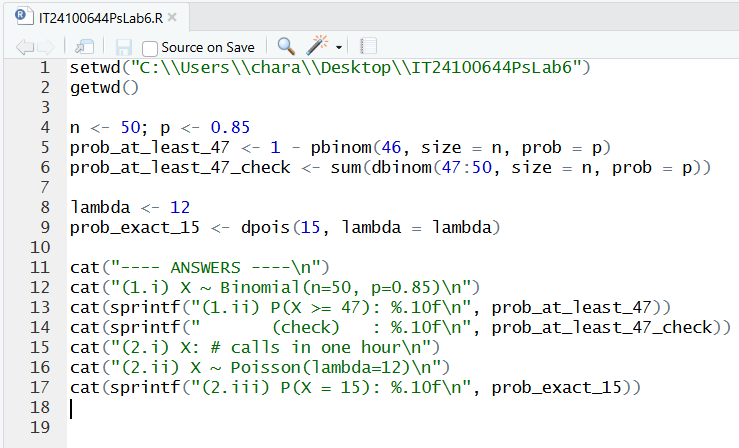 IT24100644PsLab6.R
Source on Save
1 setwd("C:\\Users\\chara\\Desktop\\IT24100644PsLab6")
2 getwd()
3
4 n <- 50; p <- 0.85
5 prob_at_least_47 <- 1 - pbinom(46, size = n, prob = p)
6 prob_at_least_47_check <- sum(dbinom(47:50, size = n, prob = p))
7
8 lambda <- 12
9 prob_exact_15 <- dpois(15, lambda = lambda)
10
11 cat("---- ANSWERS ----\n")
12 cat("(1.i) X ~ Binomial(n=50, p=0.85)\n")
13 cat(sprintf("(1.ii) P(X >= 47): %.10f\n", prob_at_least_47))
14 cat(sprintf("       (check)   : %.10f\n", prob_at_least_47_check))
15 cat("(2.i) X: # calls in one hour\n")
16 cat("(2.ii) X ~ Poisson(lambda=12)\n")
17 cat(sprintf("(2.iii) P(X = 15): %.10f\n", prob_exact_15))
18
19